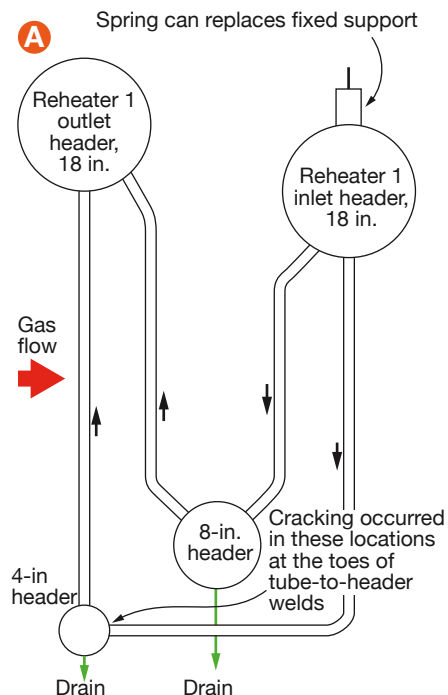 A
Spring can replaces fixed support
Reheater 1
outlet
header,
18 in.
Reheater 1
inlet header,
18 in.
Gas
flow
8-in.
header
Cracking occurred
in these locations
at the toes of
tube-to-header
welds
4-in
header
Drain
Drain